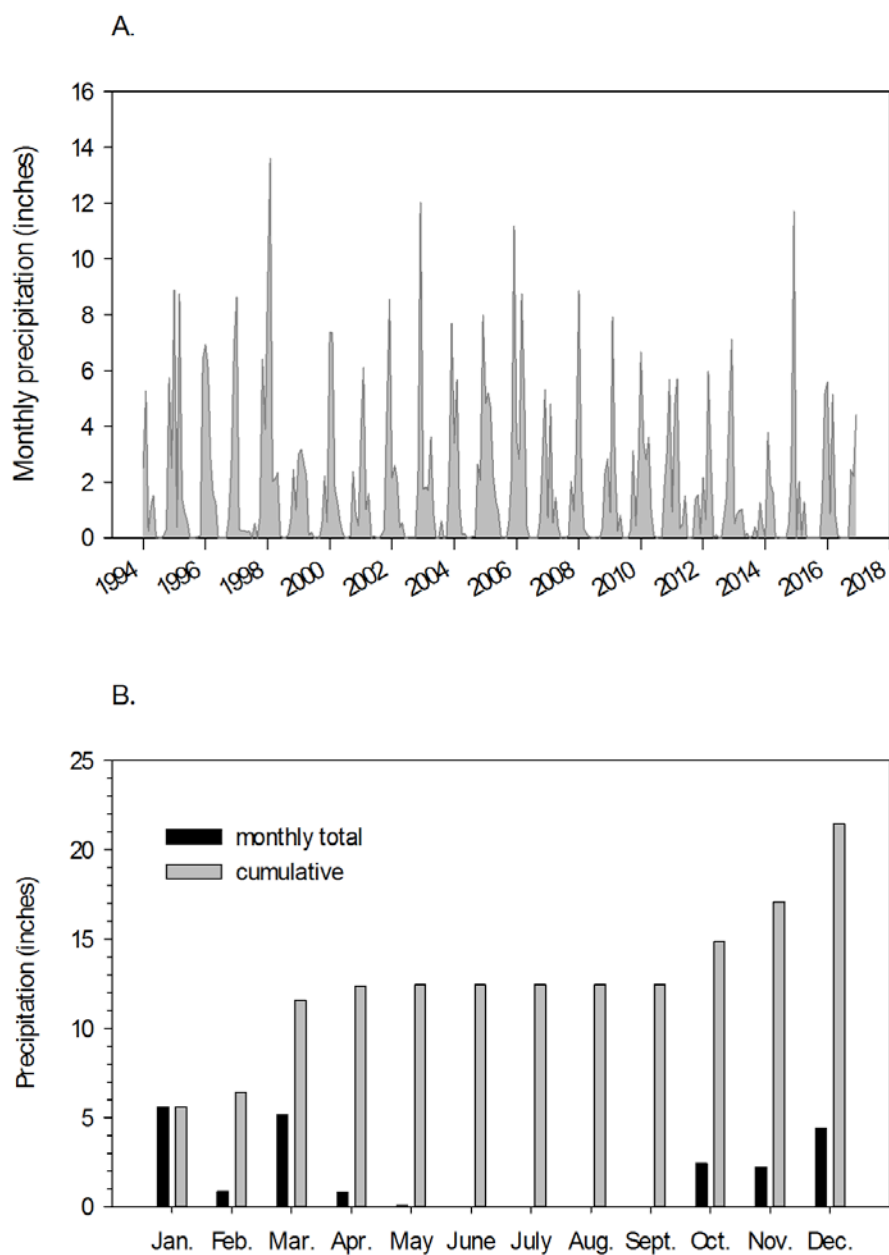 A.
Monthly precipitation (inches)
16
14
12
10
8
6
4
2
0
1994 1996 1998 2000 2002 2004 2006 2008 2010 2012 2014 2016 2018
B.
Precipitation (inches)
25
20
15
10
5
0
monthly total
cumulative
Jan. Feb. Mar. Apr. May June July Aug. Sept. Oct. Nov. Dec.